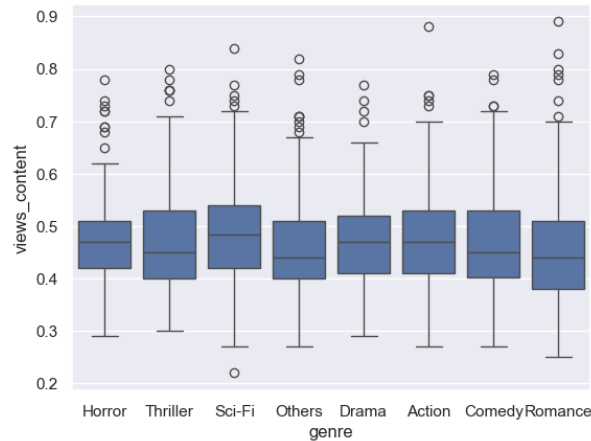 0.9
0.8
0.7
0.6
0.5
0.4
0.3
0.2
views_content
Horror Thriller Sci-Fi Others Drama Action Comedy Romance
genre